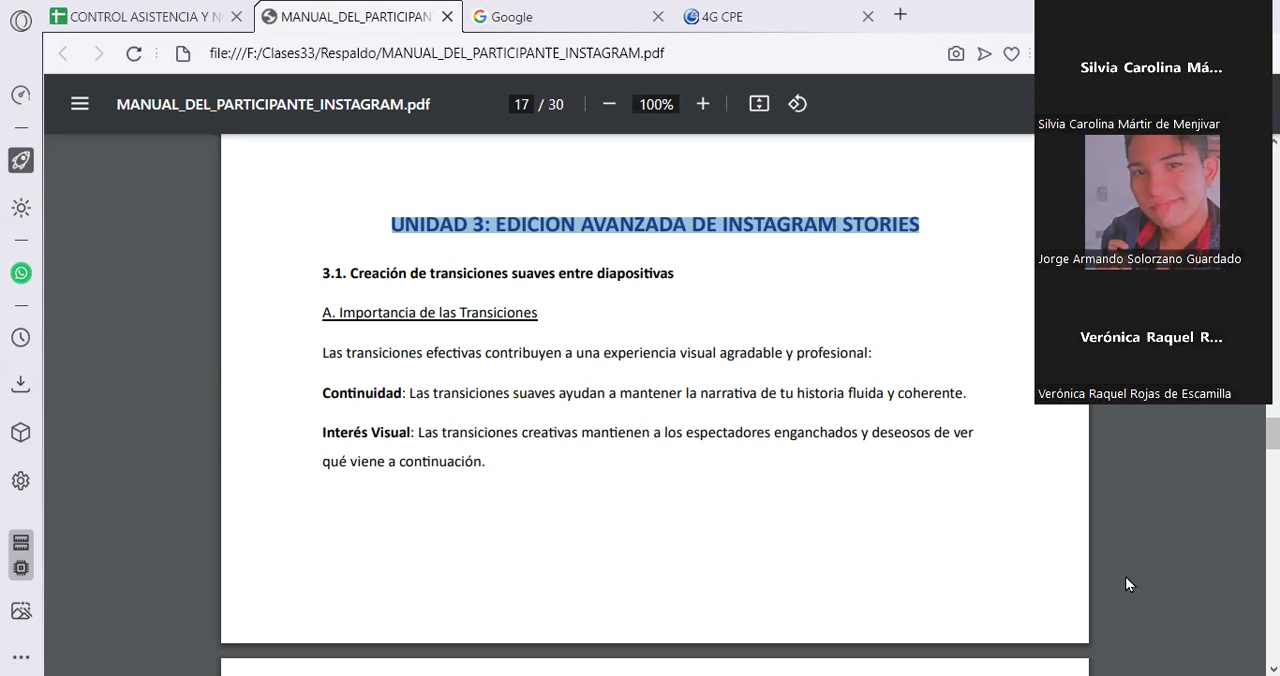 CONTROL ASISTENCIA Y N
MANUAL_DEL_PARTICIPAN
Google
4G CPE
file:///F:/Clases33/Respaldo/MANUAL_DEL_PARTICIPANTE_INSTAGRAM.pdf
MANUAL_DEL_PARTICIPANTE_INSTAGRAM.pdf
17 / 30
100%
UNIDAD 3: EDICION AVANZADA DE INSTAGRAM STORIES
3.1. Creación de transiciones suaves entre diapositivas
A. Importancia de las Transiciones
Las transiciones efectivas contribuyen a una experiencia visual agradable y profesional:
Continuidad: Las transiciones suaves ayudan a mantener la narrativa de tu historia fluida y coherente.
Interés Visual: Las transiciones creativas mantienen a los espectadores enganchados y deseosos de ver
qué viene a continuación.
Silvia Carolina Má...
Silvia Carolina Mártir de Menjivar
Jorge Armando Solorzano Guardado
Verónica Raquel R...
Verónica Raquel Rojas de Escamilla